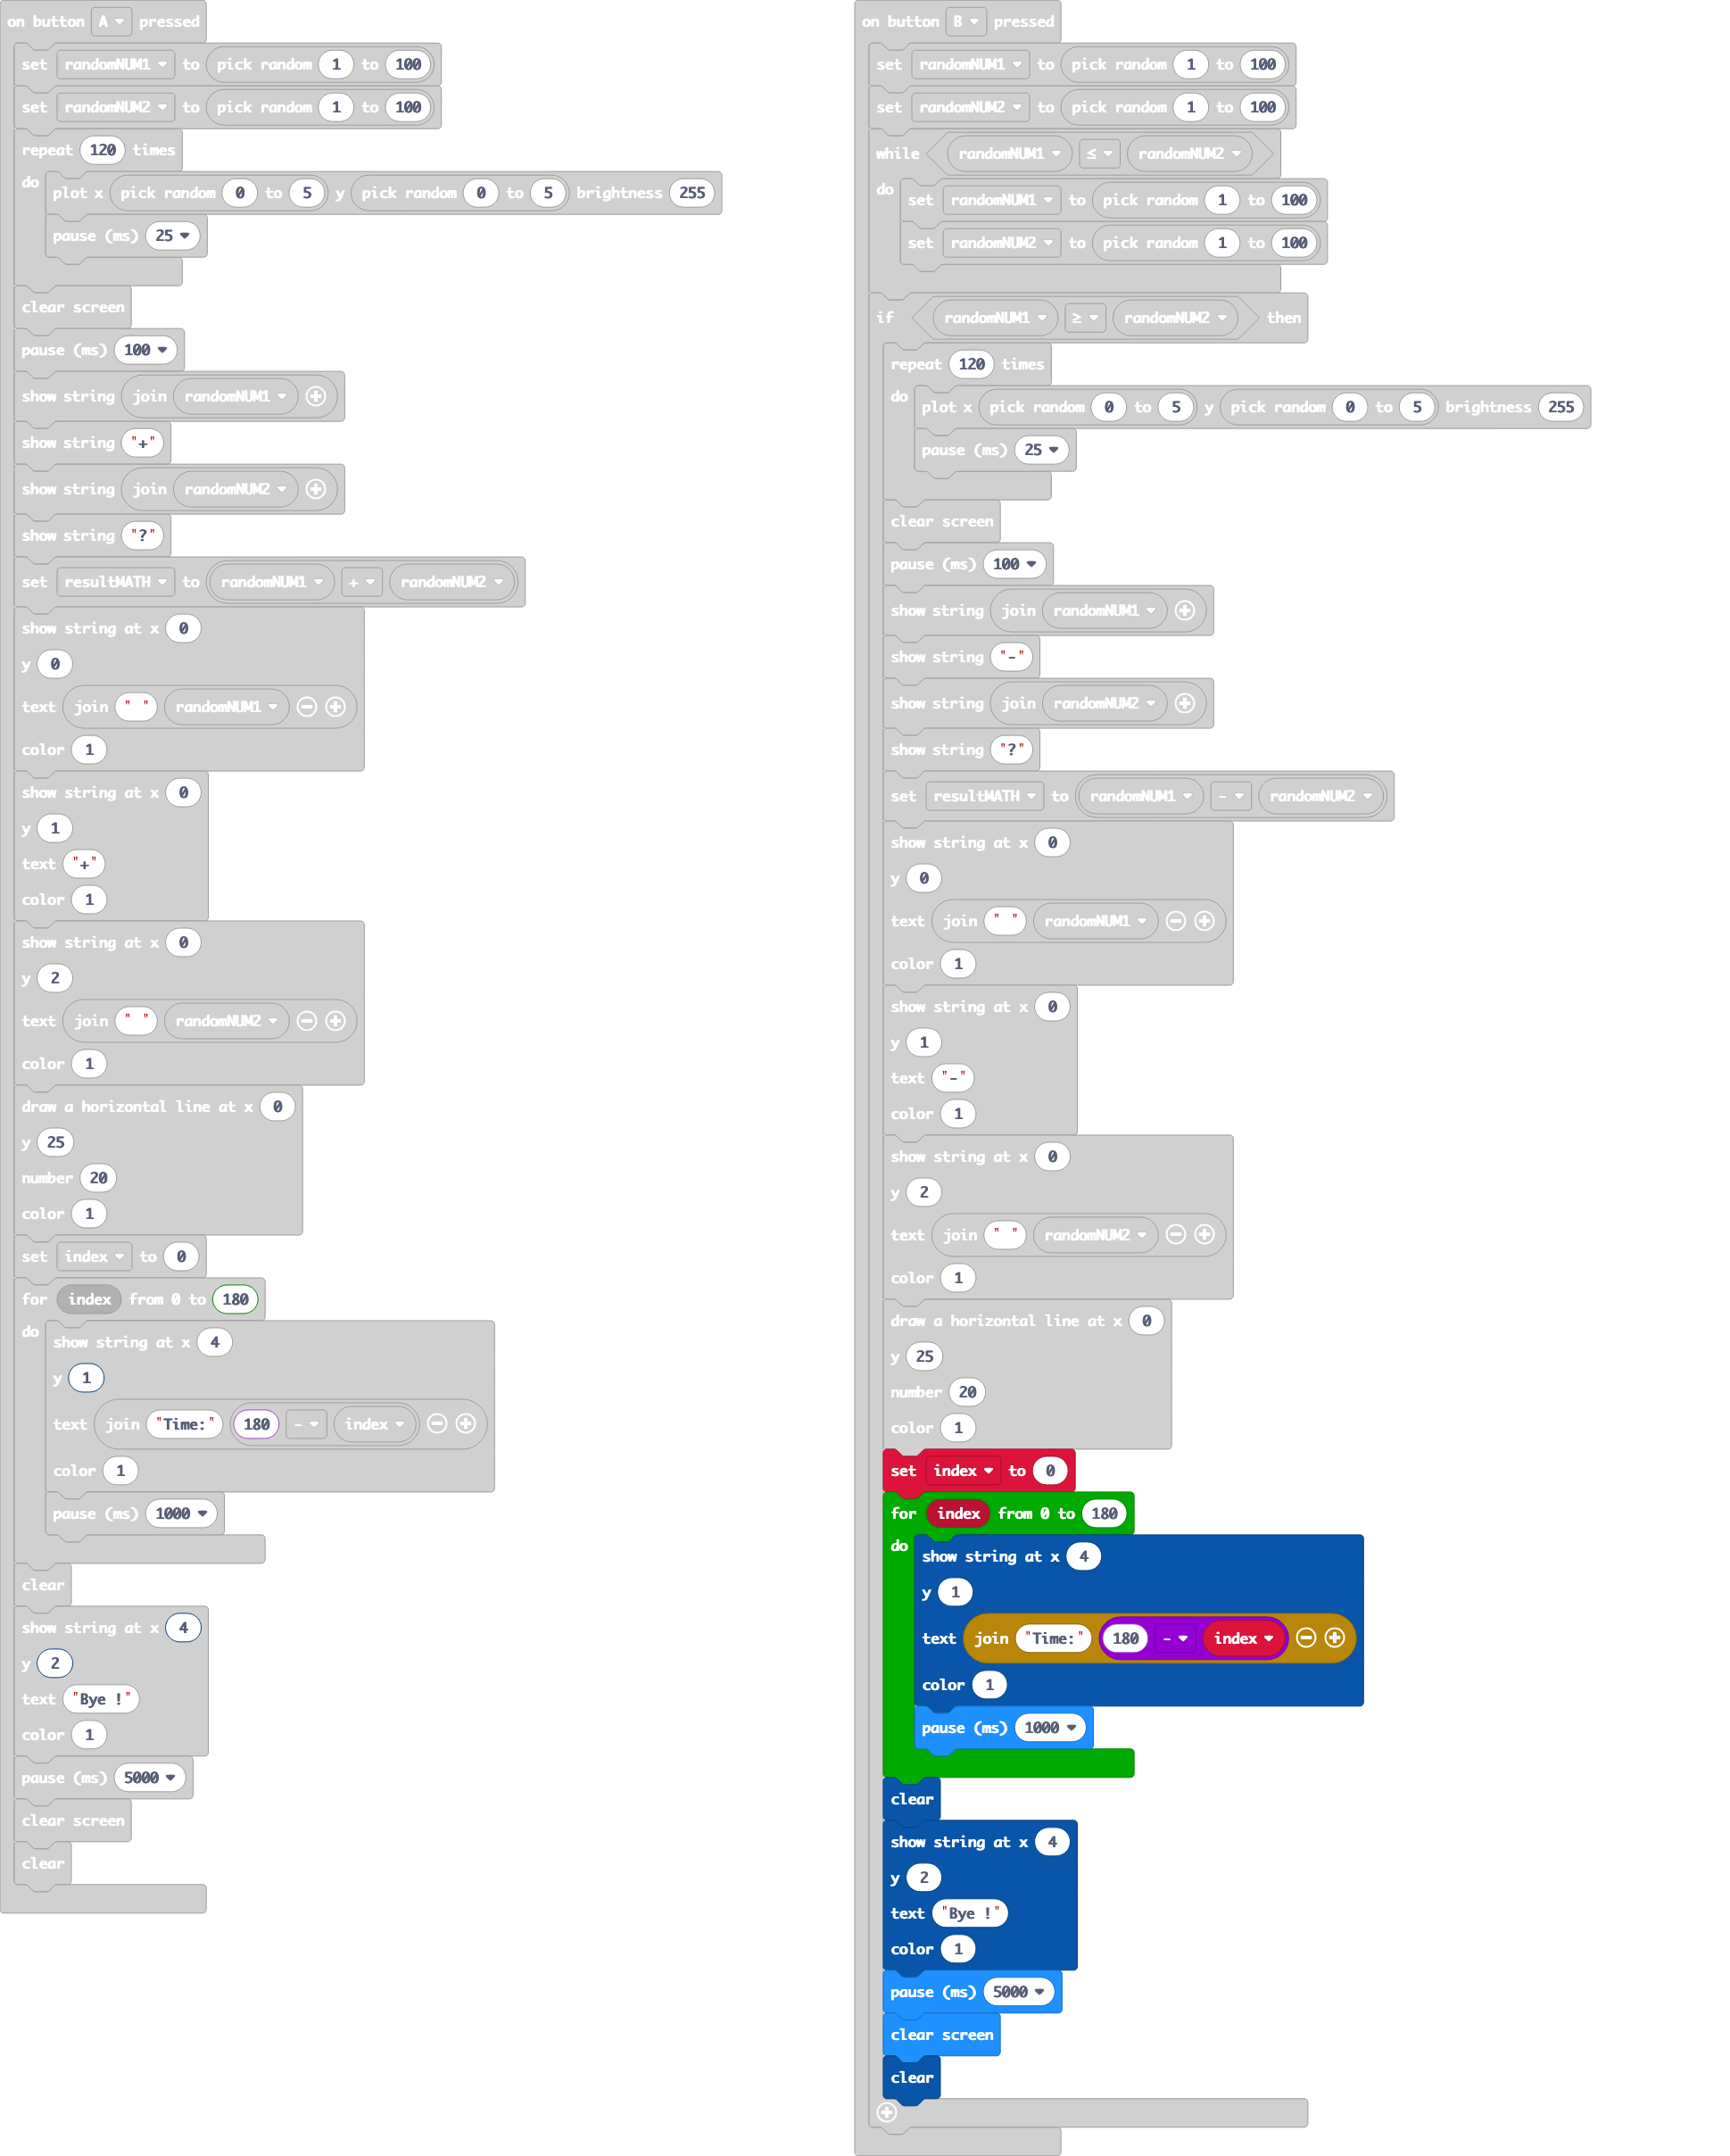 on button A pressed
set randomNUM1 to pick random 1 to 100
set randomNUM2 to pick random 1 to 100
repeat 120 times
do plot x pick random 0 to 5 y pick random 0 to 5 brightness 255
pause (ms) 25
clear screen
pause (ms) 100
show string join randomNUM1
show string "+"
show string join randomNUM2
show string "?"
set resultMATH to randomNUM1 + randomNUM2
show string at x 0
y 0
text join " " randomNUM1
color 1
show string at x 0
y 1
text "+"
color 1
show string at x 0
y 2
text join " " randomNUM2
color 1
draw a horizontal line at x 0
y 25
number 20
color 1
set index to 0
for index from 0 to 180
do show string at x 4
y 1
text join "Time:" 180 - index
color 1
pause (ms) 1000
clear
show string at x 4
y 2
text "Bye !"
color 1
pause (ms) 5000
clear screen
clear
on button B pressed
set randomNUM1 to pick random 1 to 100
set randomNUM2 to pick random 1 to 100
while randomNUM1 ≤ randomNUM2
do set randomNUM1 to pick random 1 to 100
set randomNUM2 to pick random 1 to 100
if randomNUM1 ≥ randomNUM2 then
repeat 120 times
do plot x pick random 0 to 5 y pick random 0 to 5 brightness 255
pause (ms) 25
clear screen
pause (ms) 100
show string join randomNUM1
show string "-"
show string join randomNUM2
show string "?"
set resultMATH to randomNUM1 - randomNUM2
show string at x 0
y 0
text join " " randomNUM1
color 1
show string at x 0
y 1
text "-"
color 1
show string at x 0
y 2
text join " " randomNUM2
color 1
draw a horizontal line at x 0
y 25
number 20
color 1
set index to 0
for index from 0 to 180
do show string at x 4
y 1
text join "Time:" 180 - index
color 1
pause (ms) 1000
clear
show string at x 4
y 2
text "Bye !"
color 1
pause (ms) 5000
clear screen
clear